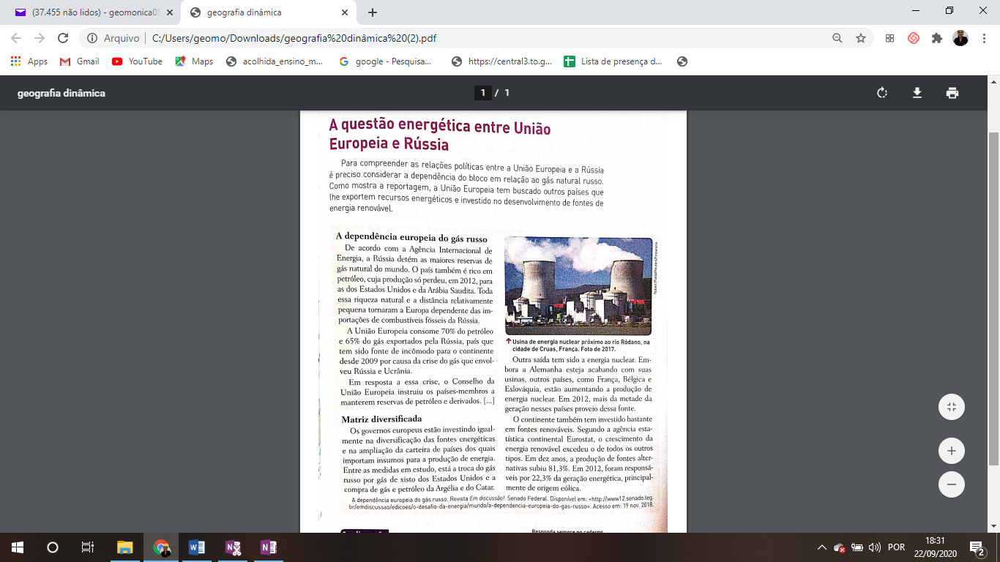 (37.455 não lidos) - geomonica05
geografia dinâmica
Arquivo
C:/Users/geomo/Downloads/geografia%20dinâmica%20(2).pdf
Apps
Gmail
YouTube
Maps
acolhida_ensino_m...
google - Pesquisa...
https://central3.to.g...
Lista de presença d...
geografia dinâmica
1 / 1
A questão energética entre União
Europeia e Rússia
Para compreender as relações políticas entre a União Europeia e a Rússia
é preciso considerar a dependência do bloco em relação ao gás natural russo.
Como mostra a reportagem, a União Europeia tem buscado outros países que
lhe exportem recursos energéticos e investido no desenvolvimento de fontes de
energia renovável.
A dependência europeia do gás russo
De acordo com a Agência Internacional de
Energia, a Rússia detém as maiores reservas de
gás natural do mundo. O país também é rico em
petróleo, cuja produção só perdeu, em 2012, para
as dos Estados Unidos e da Arábia Saudita. Toda
essa riqueza natural e a distância relativamente
pequena tornaram a Europa dependente das im-
portações de combustíveis fósseis da Rússia.
A União Europeia consome 70% do petróleo
e 65% do gás exportados pela Rússia, país que
tem sido fonte de incômodo para o continente
desde 2009 por causa da crise do gás que envol-
veu Rússia e Ucrânia.
Em resposta a essa crise, o Conselho da
União Europeia instruiu os países-membros a
manterem reservas de petróleo e derivados. [...]
Matriz diversificada
Os governos europeus estão investindo igual-
mente na diversificação das fontes energéticas
e na ampliação da carteira de países dos quais
importam insumos para a produção de energia.
Entre as medidas em estudo, está a troca do gás
russo por gás de xisto dos Estados Unidos e a
compra de gás e petróleo da Argélia e do Catar.
Usina de energia nuclear próximo ao rio Ródano, na
cidade de Cruas, França. Foto de 2017.
Outra saída tem sido a energia nuclear. Em-
bora a Alemanha esteja acabando com suas
usinas, outros países, como França, Bélgica e
Eslováquia, estão aumentando a produção de
energia nuclear. Em 2012, mais da metade da
geração nesses países proveio dessa fonte.
O continente também tem investido bastante
em fontes renováveis. Segundo a agência esta-
tística continental Eurostat, o crescimento da
energia renovável excedeu o de todos os outros
tipos. Em dez anos, a produção de fontes alter-
nativas subiu 81,3%. Em 2012, foram responsá-
veis por 22,3% da geração energética, principal-
mente de origem eólica.
A dependência europeia do gás russo. Revista Em discussão!. Senado Federal. Disponível em: <http://www12.senado.leg.
br/emdiscussao/edicoes/o-desafio-da-energia/mundo/a-dependencia-europeia-do-gas-russo>. Acesso em: 19 nov. 2018.
Responda sempre no caderno
POR
18:31
22/09/2020
2